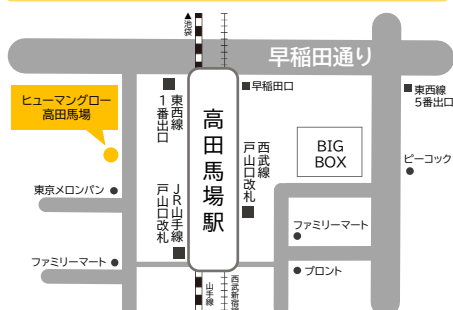 ▲池袋
早稲田通り
ヒューマングロー
高田馬場
東西線
1番出口
早稲田口
東西線
5番出口
高田馬場駅
西武線
戸山口改札
BIG
BOX
ピーコック
東京メロンパン
JR山手線
戸山口改札
ファミリーマート
ファミリーマート
プロント
山手線
西武新宿